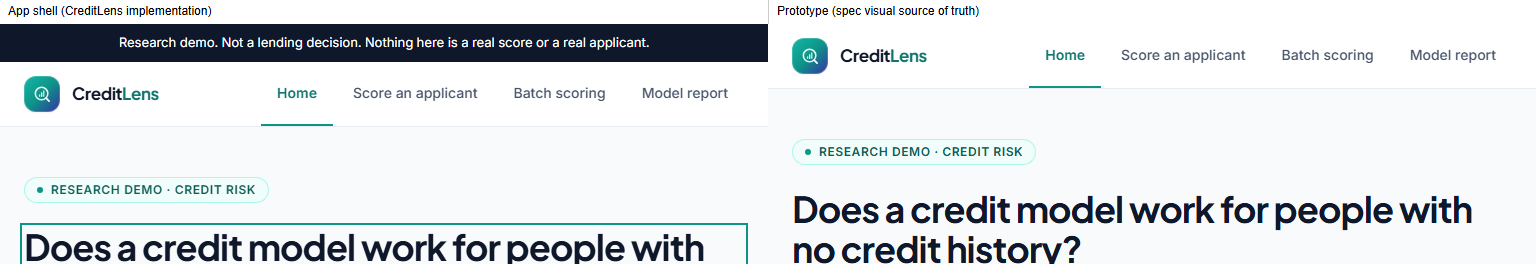 App shell (CreditLens implementation)
Research demo. Not a lending decision. Nothing here is a real score or a real applicant.
CreditLens
Home
Score an applicant
Batch scoring
Model report
RESEARCH DEMO · CREDIT RISK
Does a credit model work for people with
Prototype (spec visual source of truth)
CreditLens
Home
Score an applicant
Batch scoring
Model report
RESEARCH DEMO · CREDIT RISK
Does a credit model work for people with
no credit history?